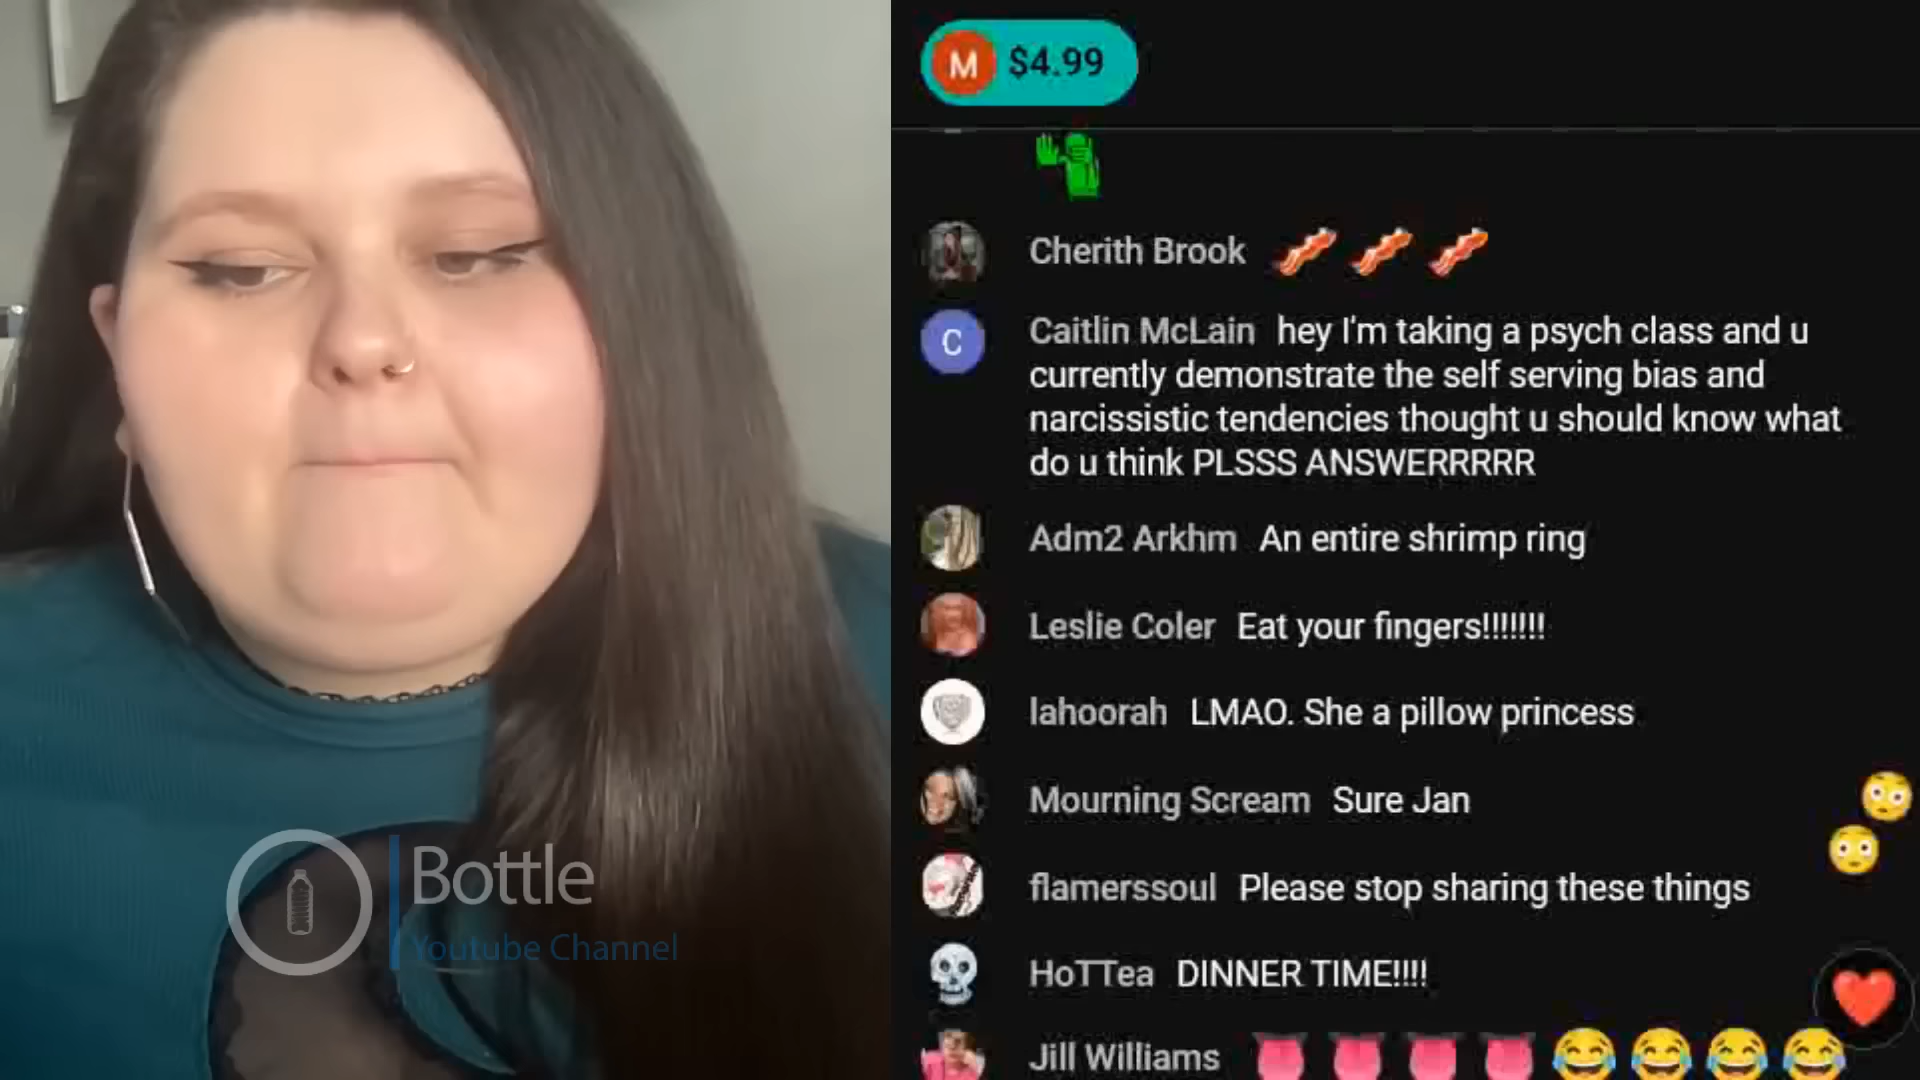 M $4.99
Cherith Brook
Caitlin McLain hey I'm taking a psych class and u
currently demonstrate the self serving bias and
narcissistic tendencies thought u should know what
do u think PLSSS ANSWERRRRR
C
Adm2 Arkhm An entire shrimp ring
Leslie Coler Eat your fingers!!!!!!!
lahoorah LMAO. She a pillow princess
Mourning Scream Sure Jan
flamerssoul Please stop sharing these things
HoTTea DINNER TIME!!!!
Jill Williams
Bottle
Youtube Channel